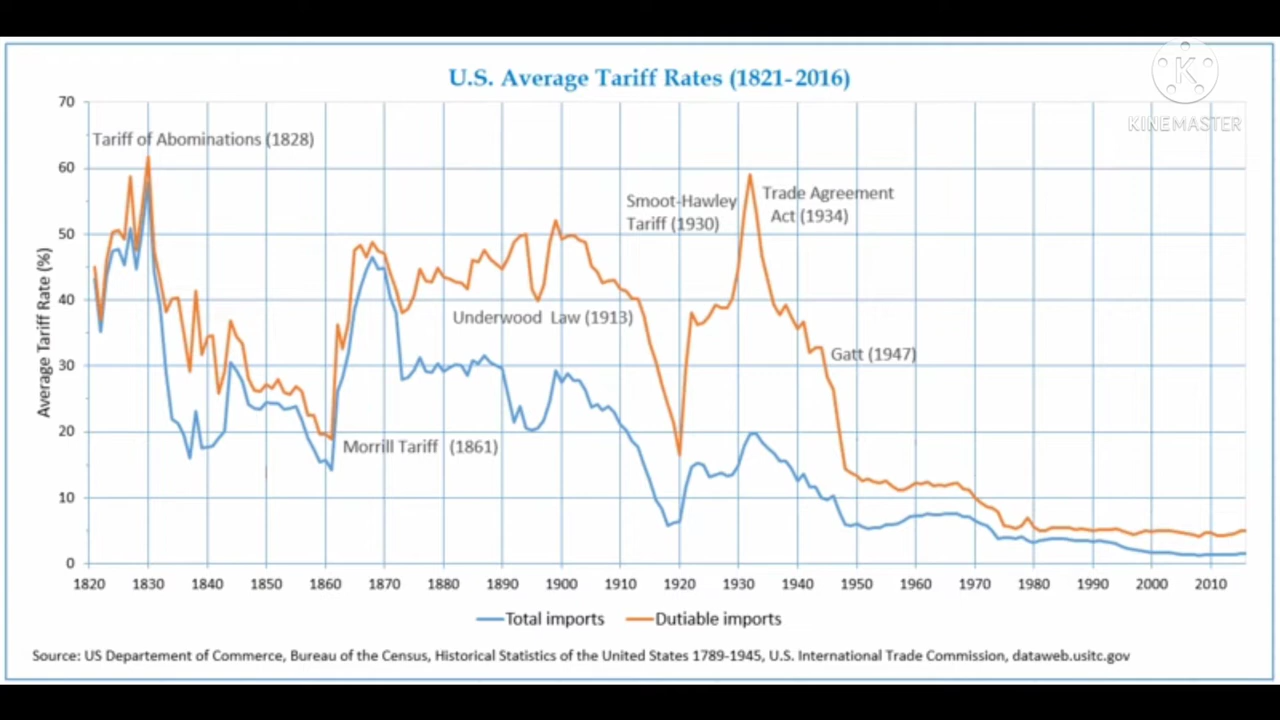 U.S. Average Tariff Rates (1821-2016)
KINEMASTER
70
60
50
40
30
20
10
0
Average Tariff Rate (%)
Tariff of Abominations (1828)
Smoot-Hawley
Tariff (1930)
Trade Agreement
Act (1934)
Underwood Law (1913)
Gatt (1947)
Morrill Tariff (1861)
1820 1830 1840 1850 1860 1870 1880 1890 1900 1910 1920 1930 1940 1950 1960 1970 1980 1990 2000 2010
Total imports Dutiable imports
Source: US Departement of Commerce, Bureau of the Census, Historical Statistics of the United States 1789-1945, U.S. International Trade Commission, dataweb.usitc.gov